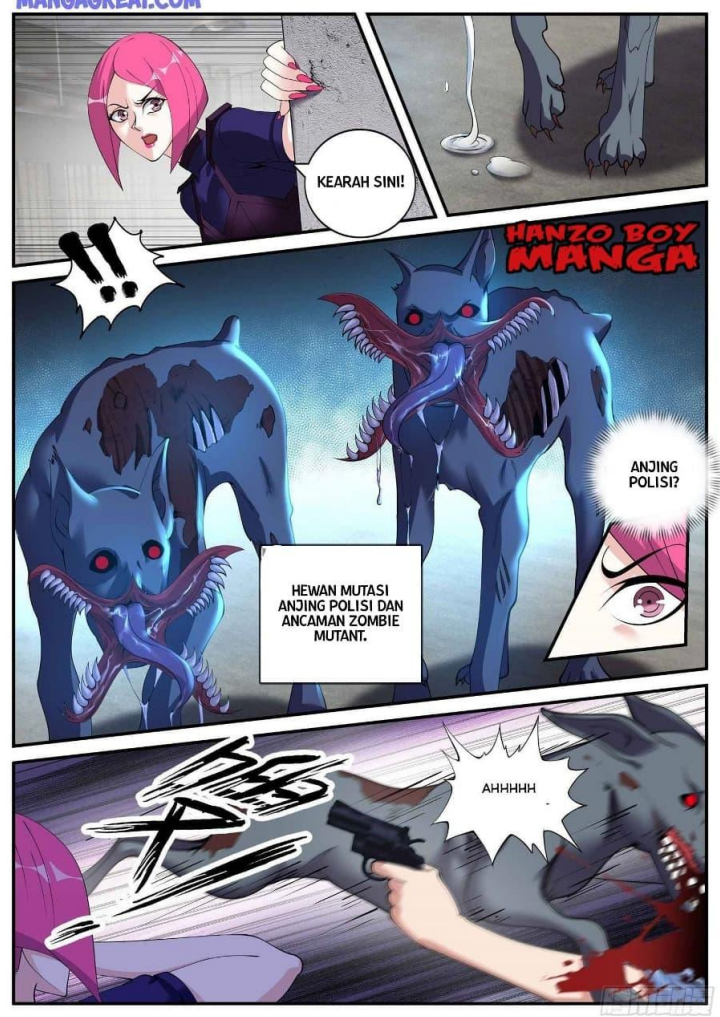 MANGAGREAT.COM
KEARAH SINI!
HANZO BOY
MANGA
!!
ANJING
POLISI?
HEWAN MUTASI
ANJING POLISI DAN
ANCAMAN ZOMBIE
MUTANT.
AHHHHH